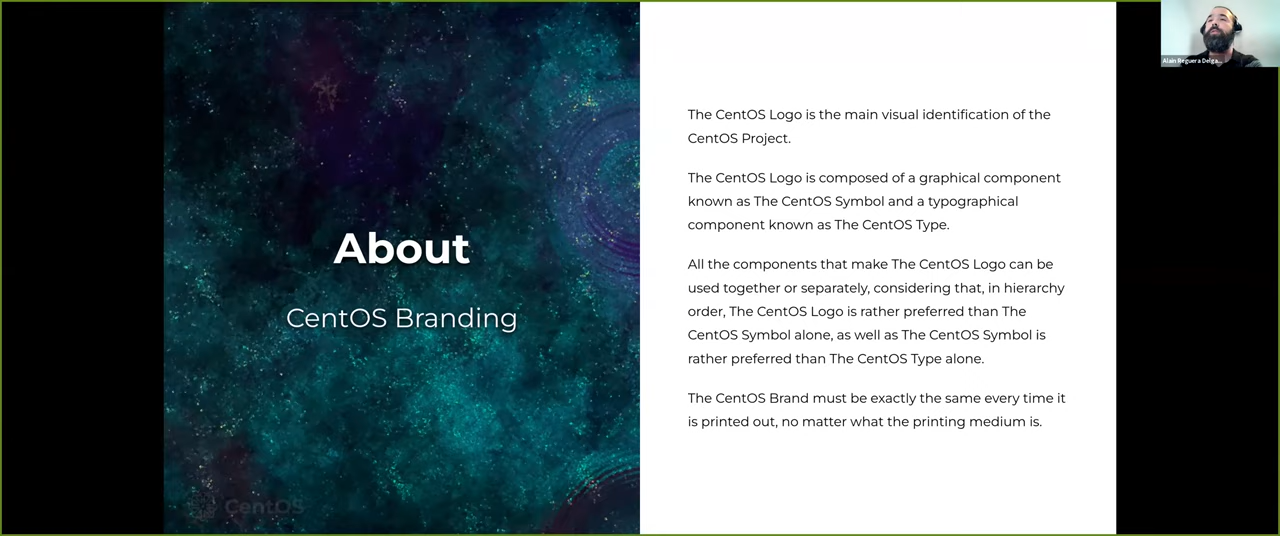 About
CentOS Branding
CentOS
The CentOS Logo is the main visual identification of the
CentOS Project.
The CentOS Logo is composed of a graphical component
known as The CentOS Symbol and a typographical
component known as The CentOS Type.
All the components that make The CentOS Logo can be
used together or separately, considering that, in hierarchy
order, The CentOS Logo is rather preferred than The
CentOS Symbol alone, as well as The CentOS Symbol is
rather preferred than The CentOS Type alone.
The CentOS Brand must be exactly the same every time it
is printed out, no matter what the printing medium is.
Alain Reguera Delga...